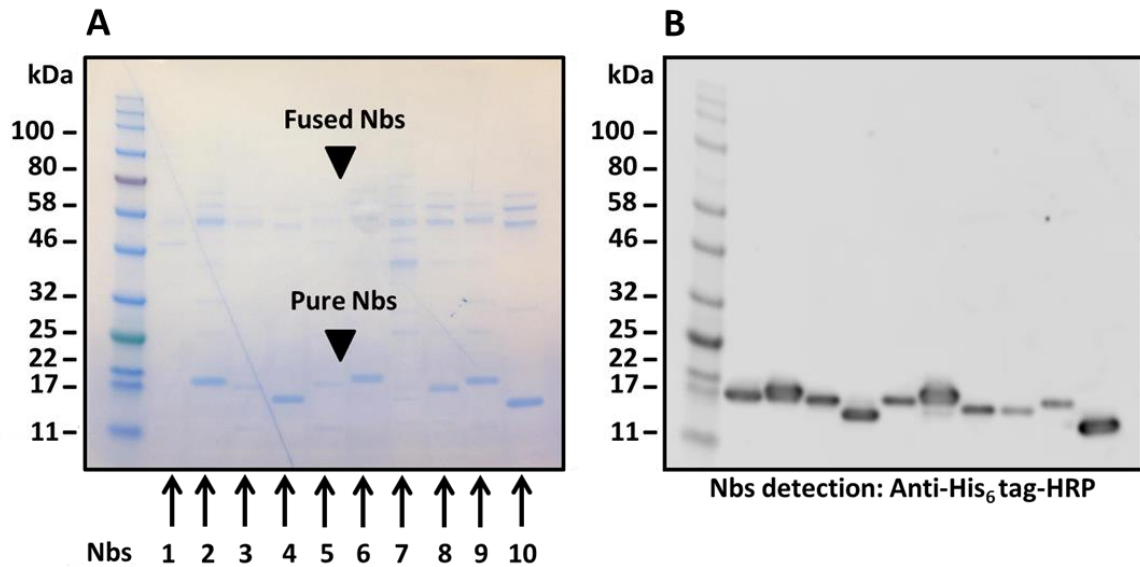 A
kDa
100
80
58
46
32
25
22
17
11
Fused Nbs
Pure Nbs
Nbs 1 2 3 4 5 6 7 8 9 10
B
kDa
100
80
58
46
32
25
22
17
11
Nbs detection: Anti-His₆ tag-HRP